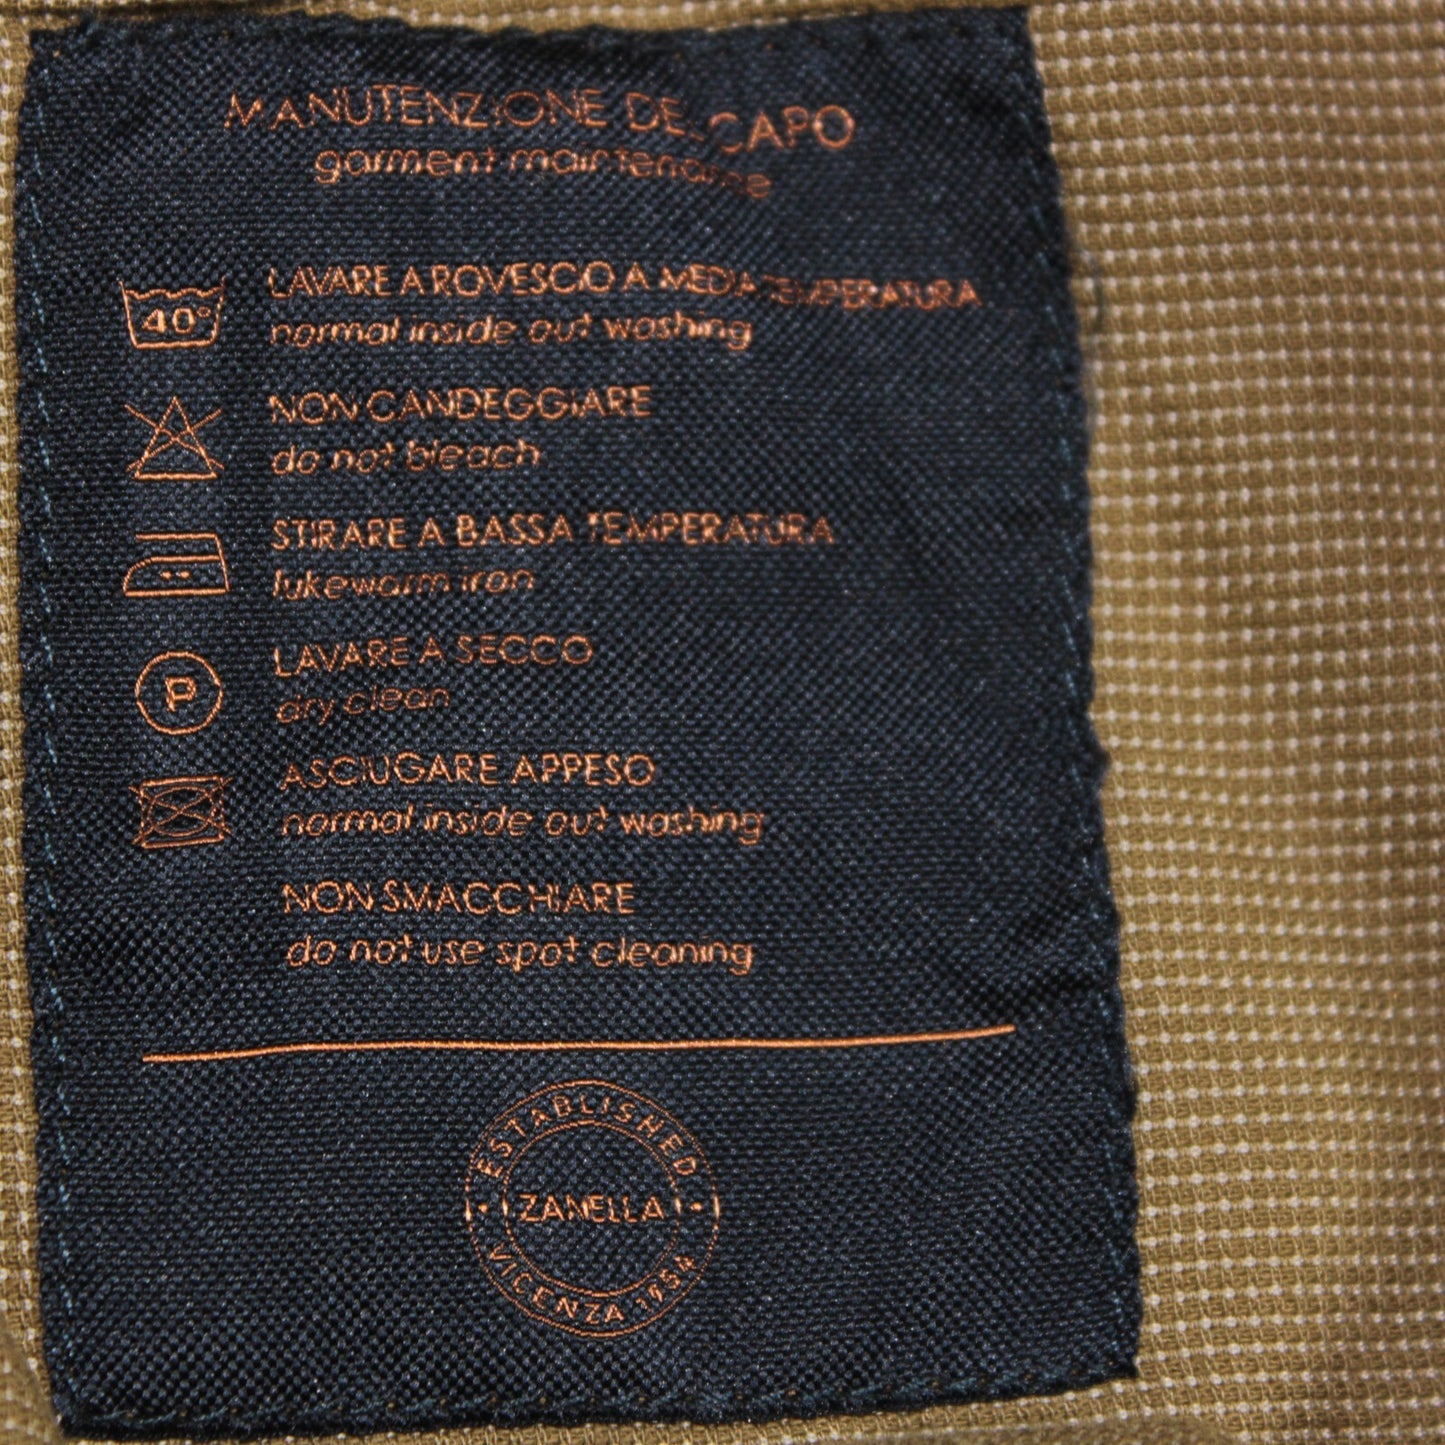 MANUTENZIONE DEL CAPO
garment maintenance
40°
LAVARE A ROVESCIO A MEDIA TEMPERATURA
normal inside out washing
NON CANDEGGIARE
do not bleach
STIRARE A BASSA TEMPERATURA
lukewarm iron
P
LAVARE A SECCO
dry clean
ASCIUGARE APPESO
normal inside out washing
NON SMACCHIARE
do not use spot cleaning
ESTABLISHED
ZANELLA
VICENZA 1954